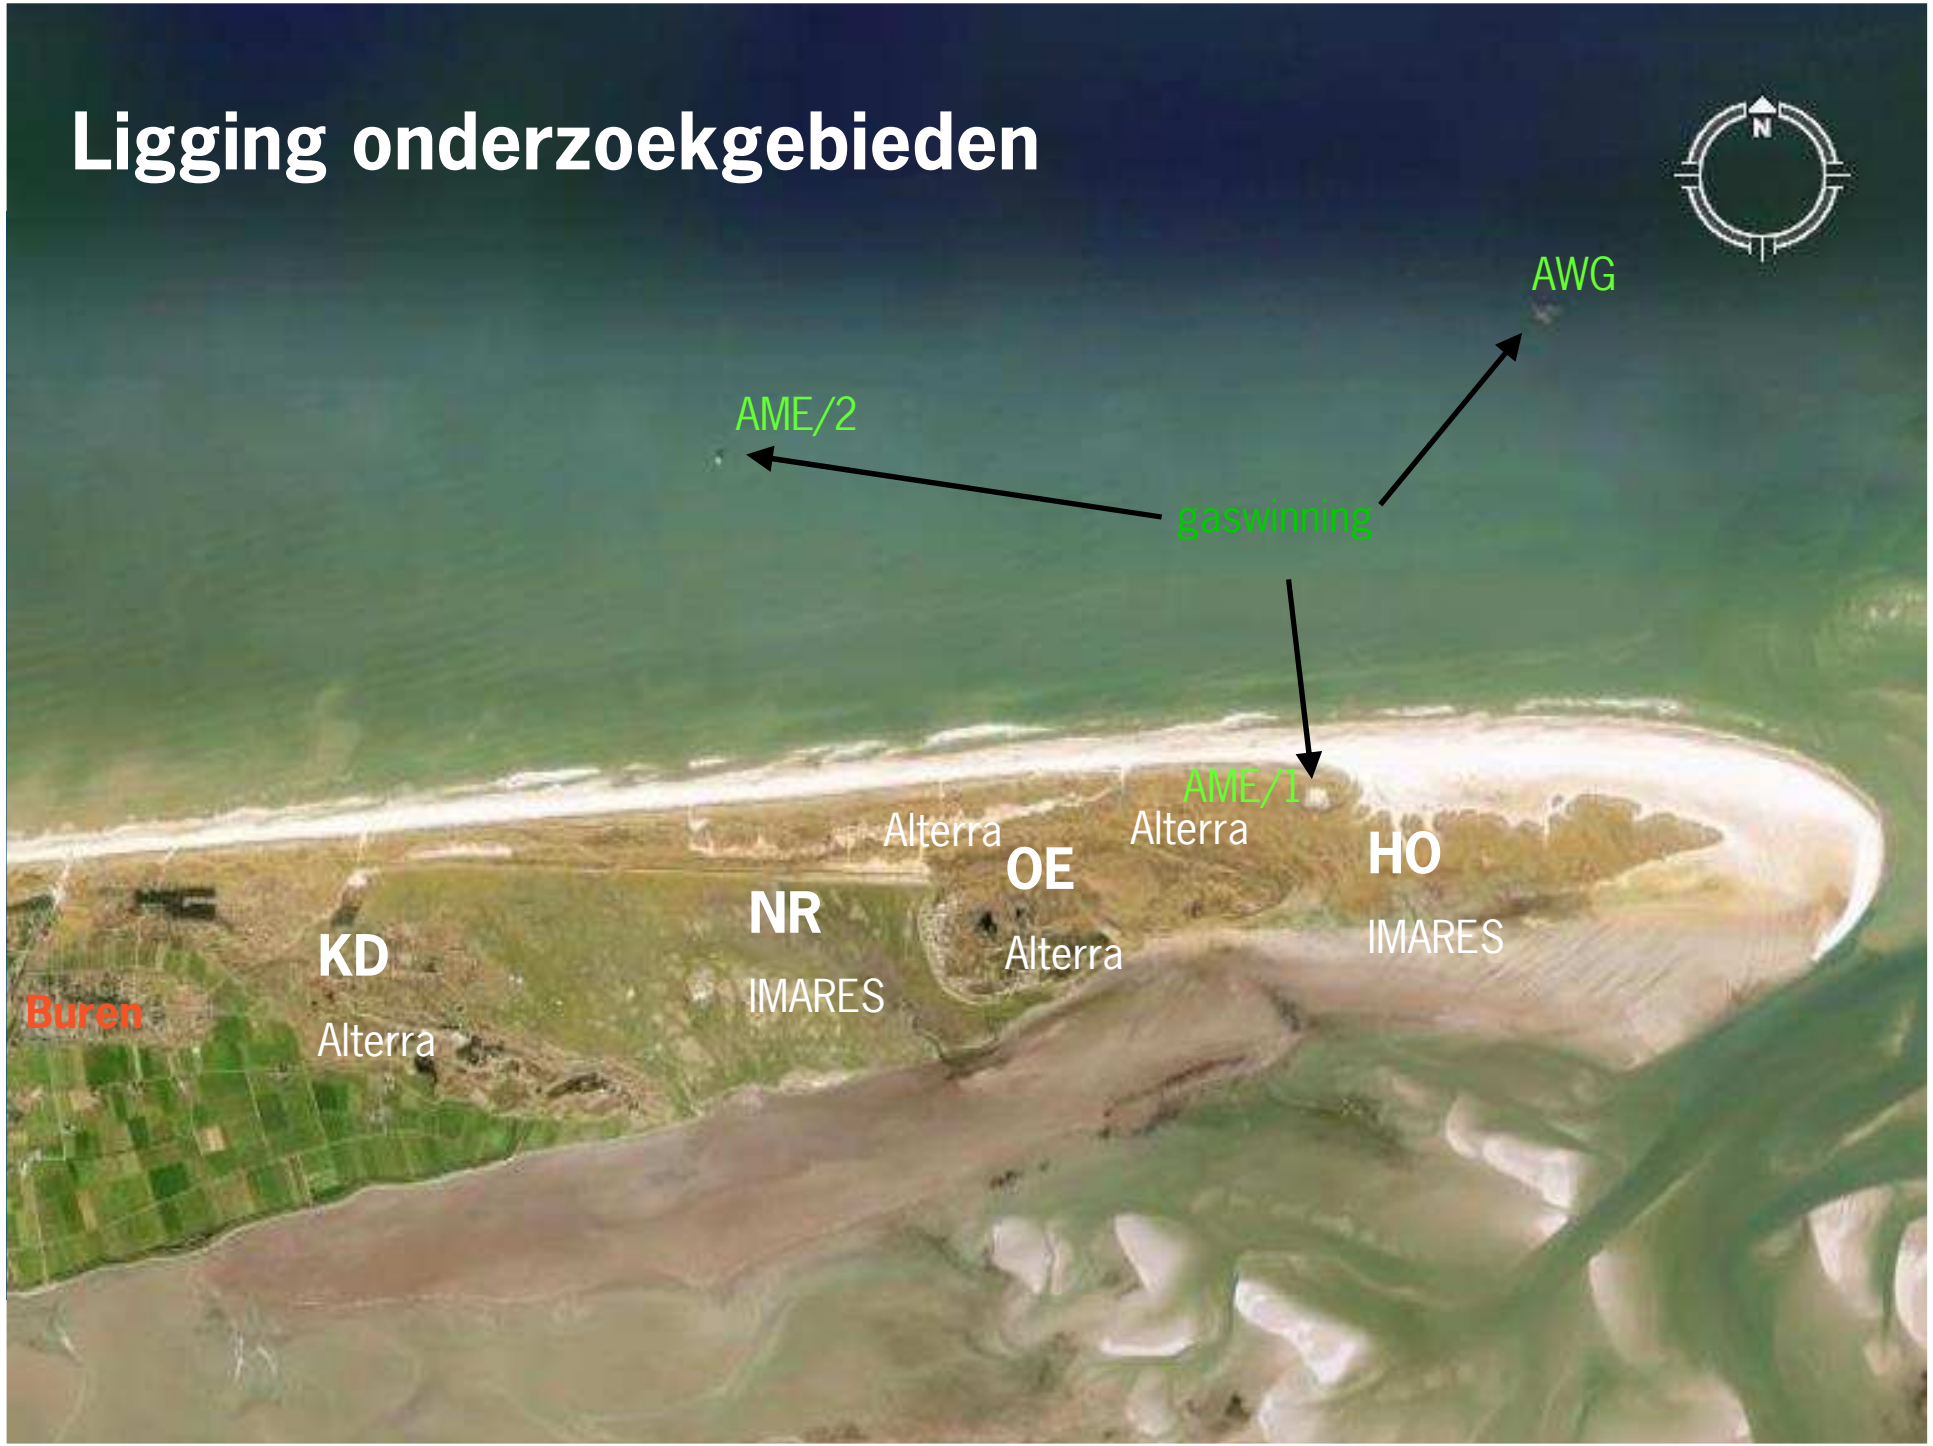 Ligging onderzoekgebieden
N
AWG
AME/2
gaswinning
AME/1
Alterra
Alterra
HO
OE
NR
IMARES
KD
Alterra
IMARES
Buren
Alterra